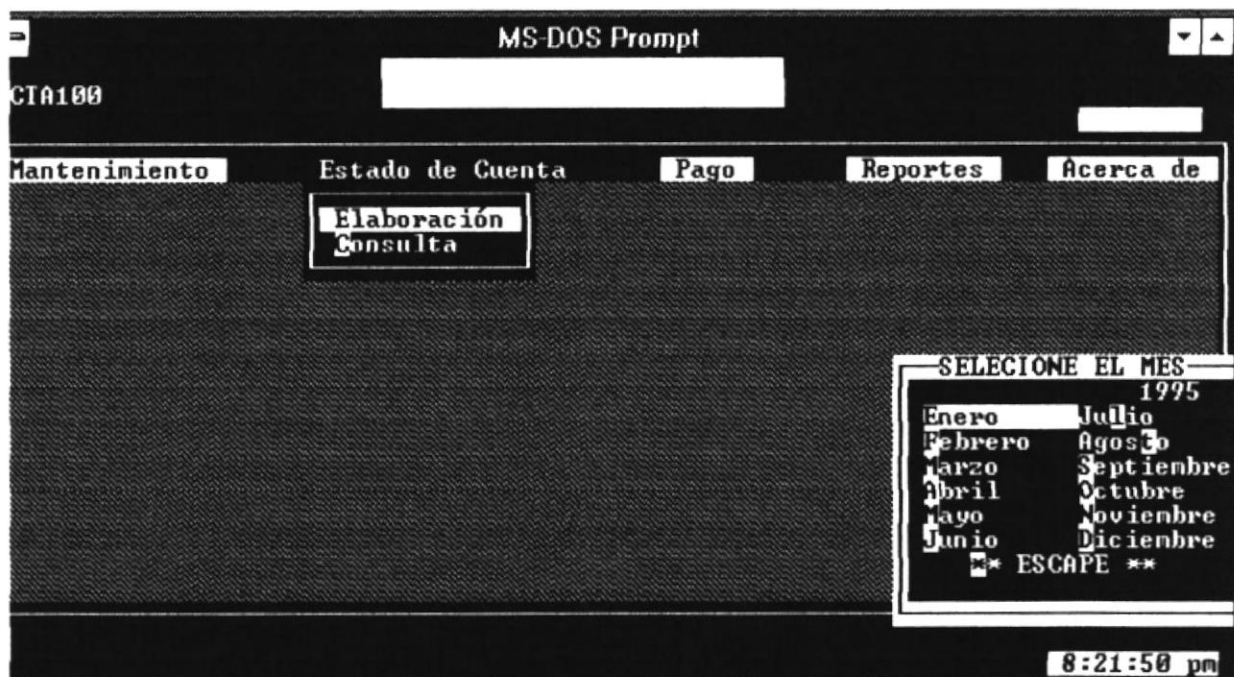 MS-DOS Prompt
CTA100
Mantenimiento Estado de Cuenta Pago Reportes Acerca de
Elaboración
Consulta
SELECIONE EL MES
1995
Enero Julio
Febrero Agosto
Marzo Septiembre
Abril Octubre
Mayo Noviembre
Junio Diciembre
** ESCAPE **
8:21:50 pm